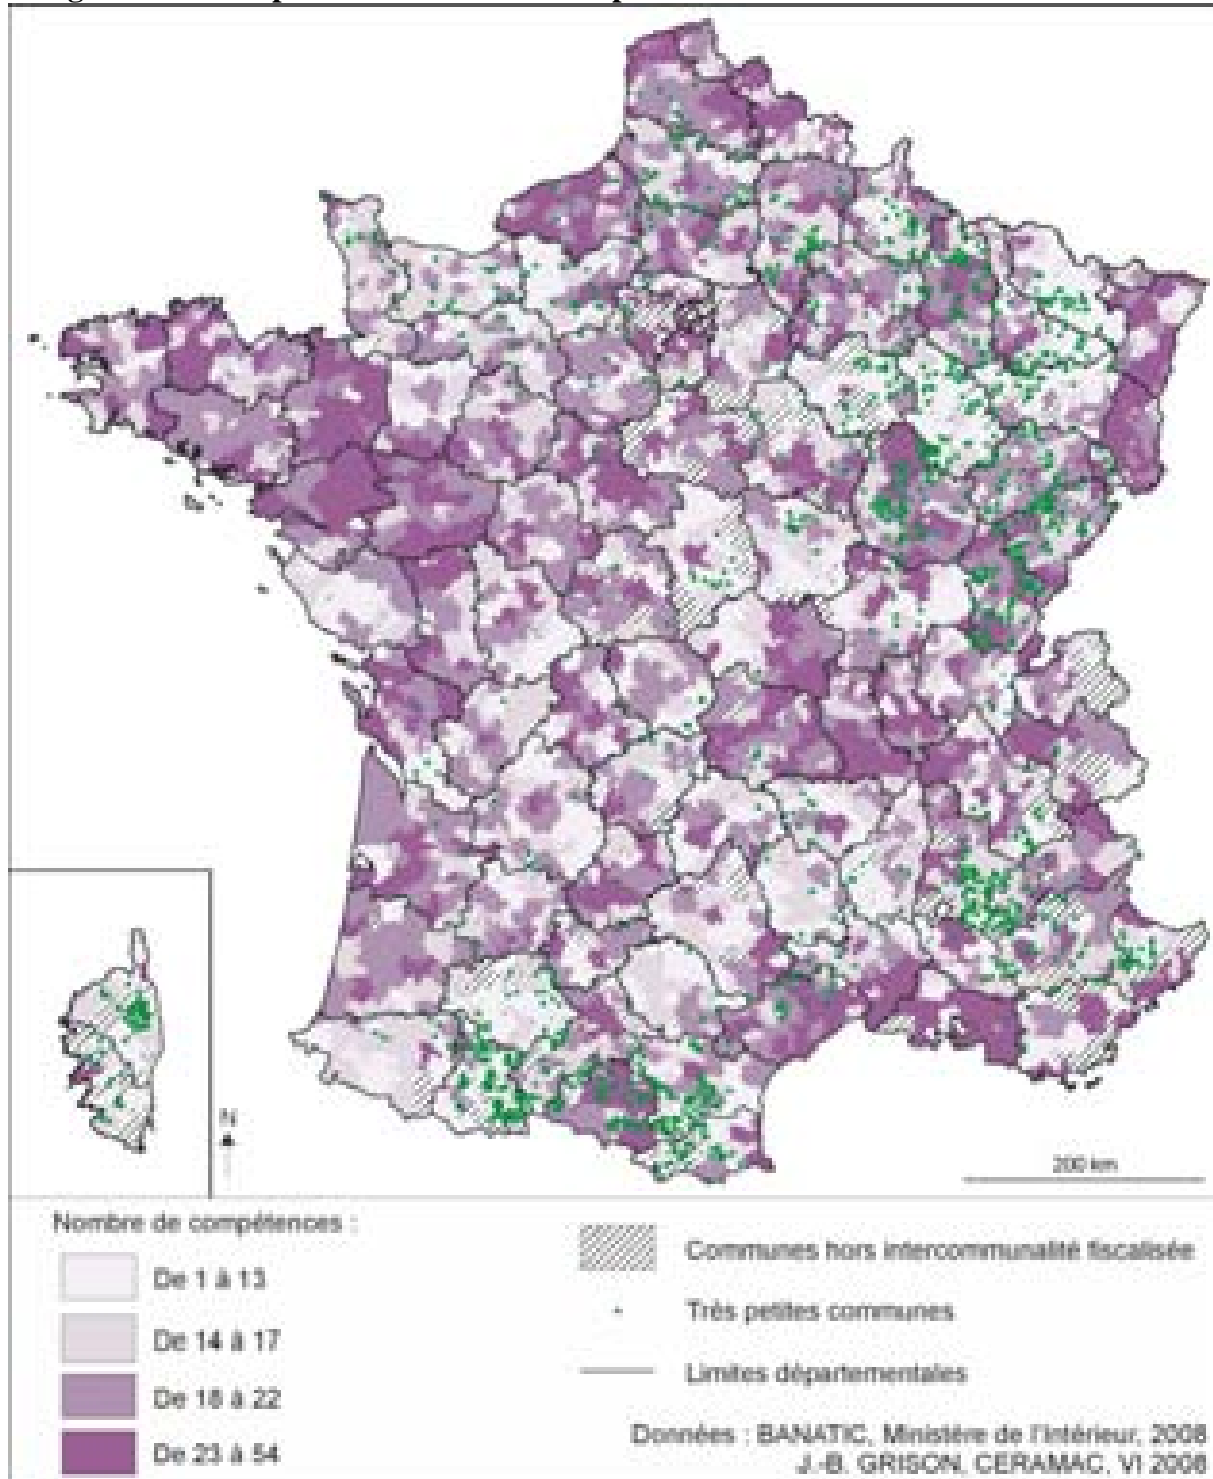 N
200 km
Nombre de compétences :
De 1 à 13
De 14 à 17
De 18 à 22
De 23 à 54
Communes hors intercommunalité fiscalisée
Très petites communes
Limites départementales
Données : BANATIC, Ministère de l'Intérieur, 2008
J.-B. GRISON, CERAMAC, VI 2008